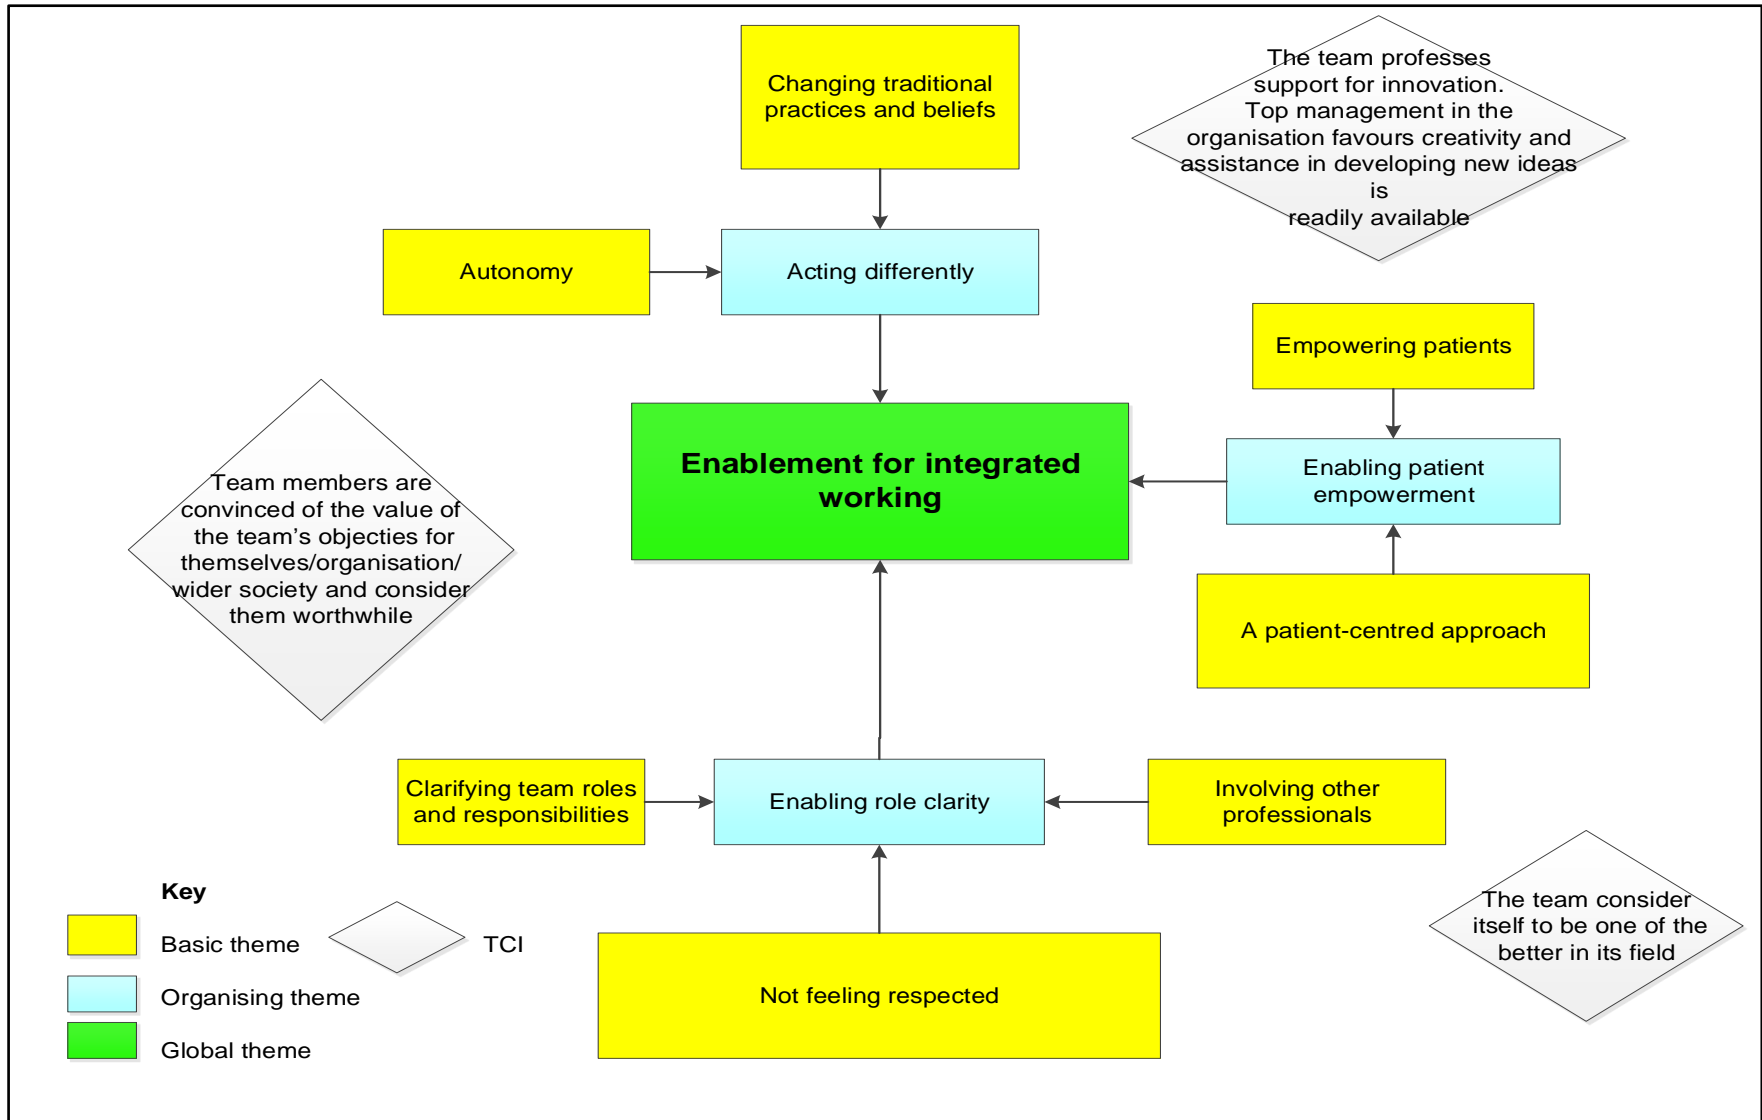 Changing traditional
practices and beliefs
The team professes
support for innovation.
Top management in the
organisation favours creativity and
assistance in developing new ideas
is
readily available
Autonomy
Acting differently
Empowering patients
Enablement for integrated
working
Enabling patient
empowerment
Team members are
convinced of the value of
the team’s objecties for
themselves/organisation/
wider society and consider
them worthwhile
A patient-centred approach
Clarifying team roles
and responsibilities
Enabling role clarity
Involving other
professionals
Not feeling respected
The team consider
itself to be one of the
better in its field
Key
Basic theme
TCI
Organising theme
Global theme